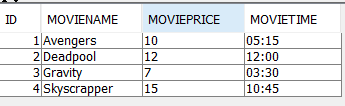 ID MOVIENAME MOVIEPRICE MOVIETIME
1 Avengers 10 05:15
2 Deadpool 12 12:00
3 Gravity 7 03:30
4 Skyscrapper 15 10:45